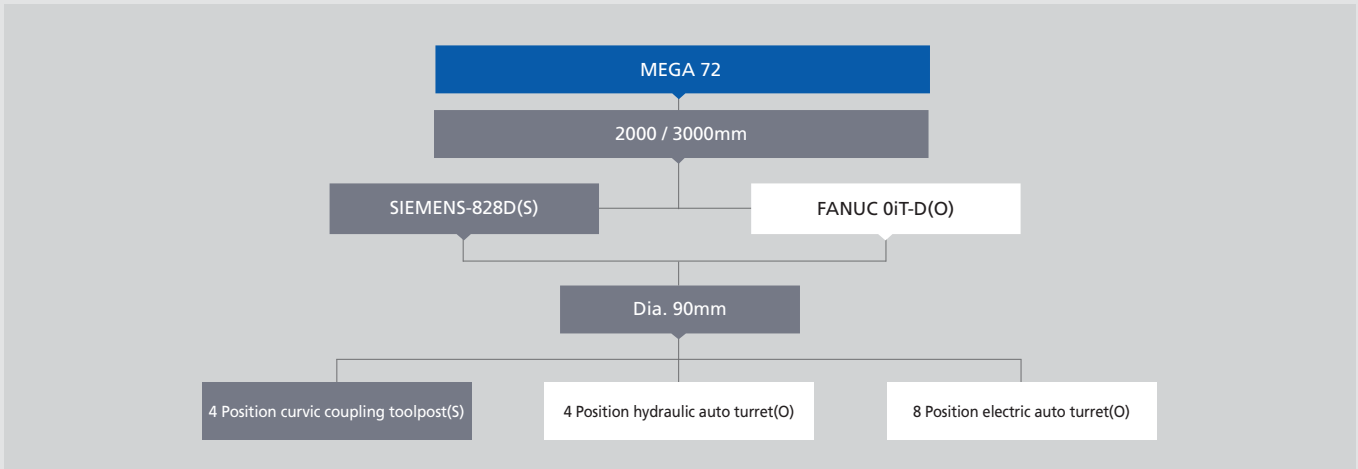 MEGA 72
2000 / 3000mm
SIEMENS-828D(S)
FANUC 0iT-D(O)
Dia. 90mm
4 Position curvic coupling toolpost(S)
4 Position hydraulic auto turret(O)
8 Position electric auto turret(O)